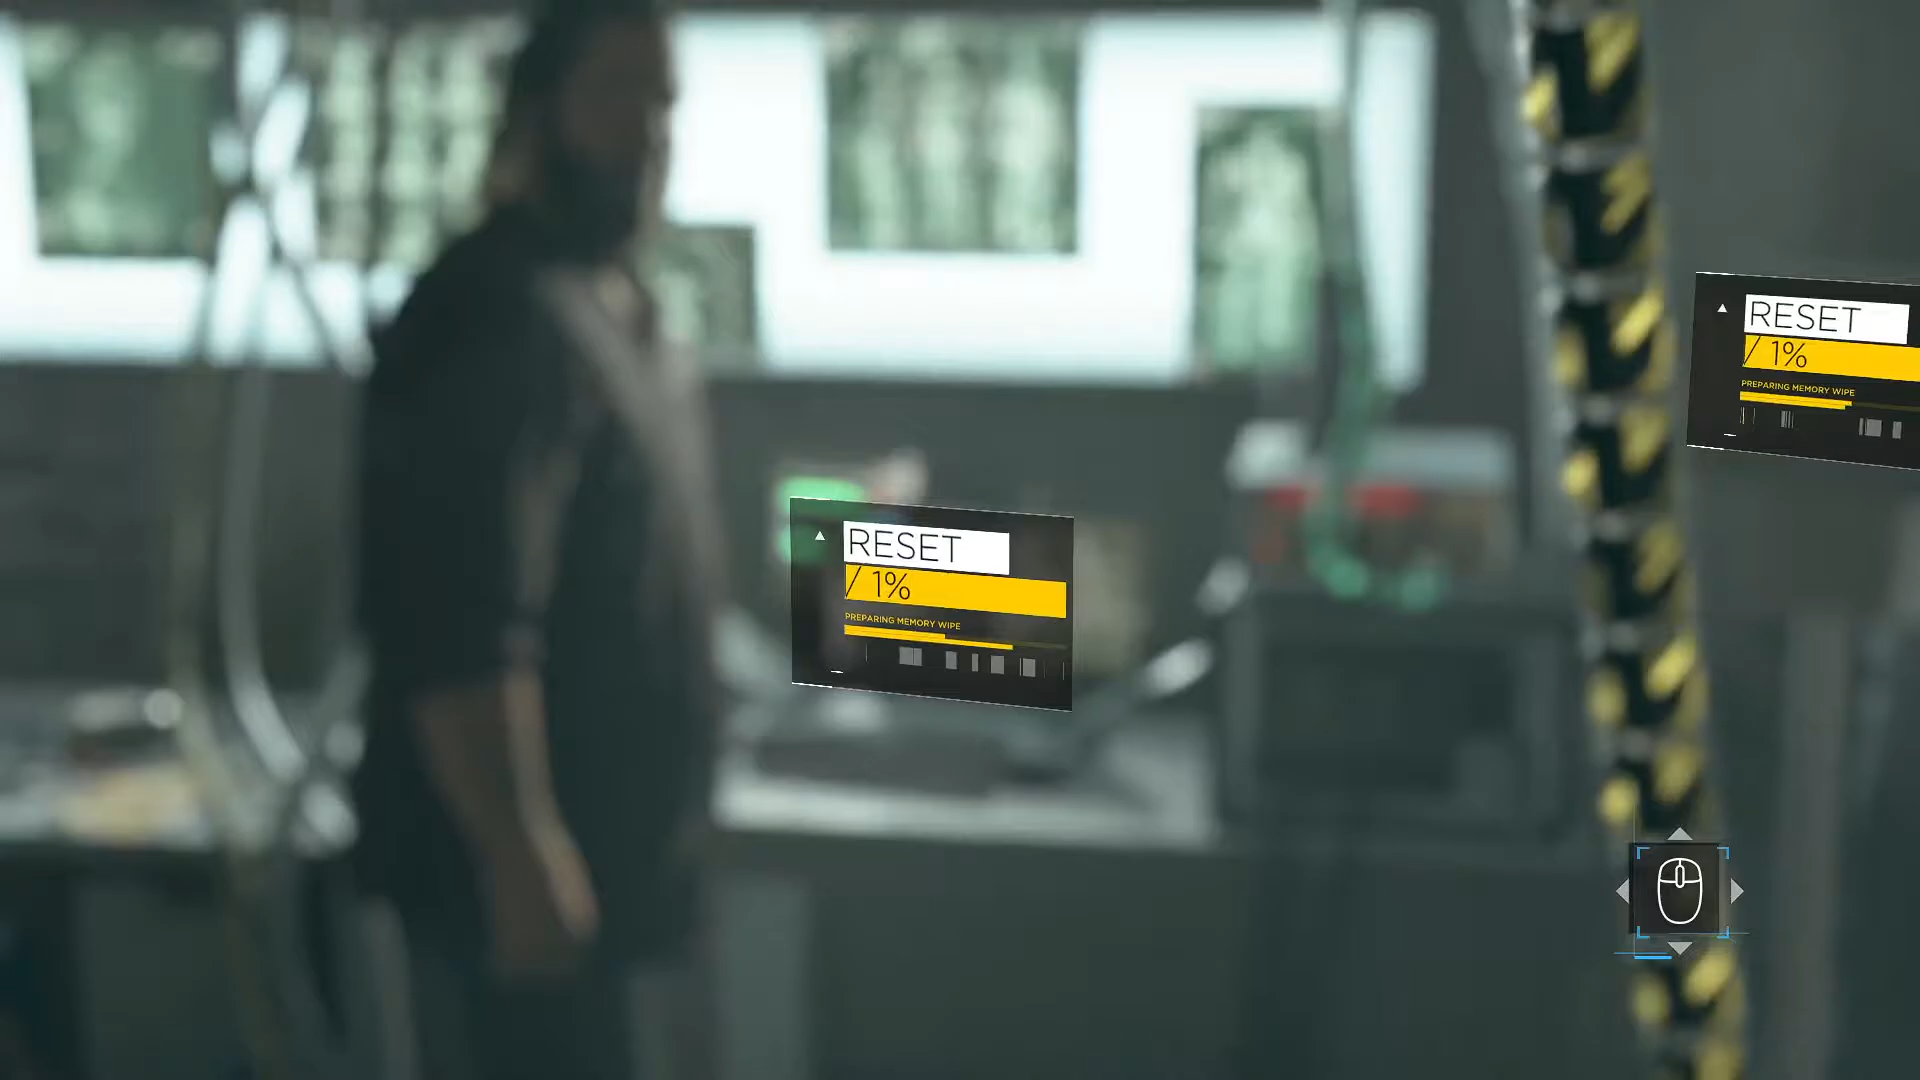 RESET
/ 1%
PREPARING MEMORY WIPE
RESET
/ 1%
PREPARING MEMORY WIPE